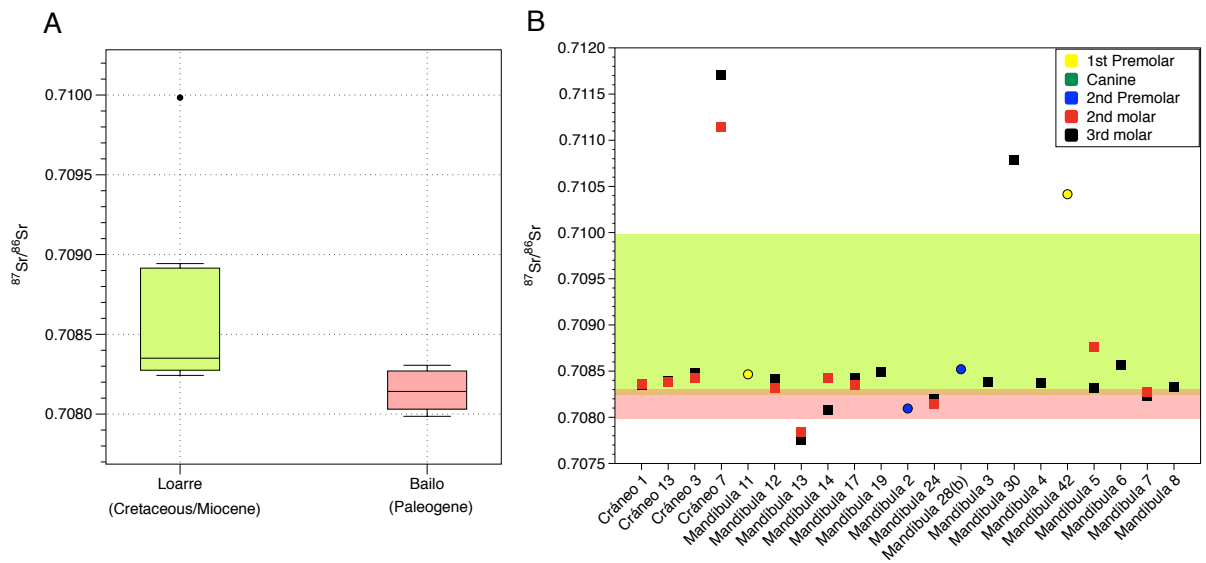 A
0.7100
0.7095
0.7090
0.7085
0.7080
⁸⁷Sr/⁸⁶Sr
Loarre
(Cretaceous/Miocene)
Bailo
(Paleogene)
B
0.7120
0.7115
0.7110
0.7105
0.7100
0.7095
0.7090
0.7085
0.7080
0.7075
⁸⁷Sr/⁸⁶Sr
1st Premolar
Canine
2nd Premolar
2nd molar
3rd molar
Cráneo 1
Cráneo 13
Cráneo 3
Cráneo 7
Mandíbula 11
Mandíbula 12
Mandíbula 13
Mandíbula 14
Mandíbula 17
Mandíbula 19
Mandíbula 2
Mandíbula 24
Mandíbula 28(b)
Mandíbula 3
Mandíbula 30
Mandíbula 4
Mandíbula 42
Mandíbula 5
Mandíbula 6
Mandíbula 7
Mandíbula 8